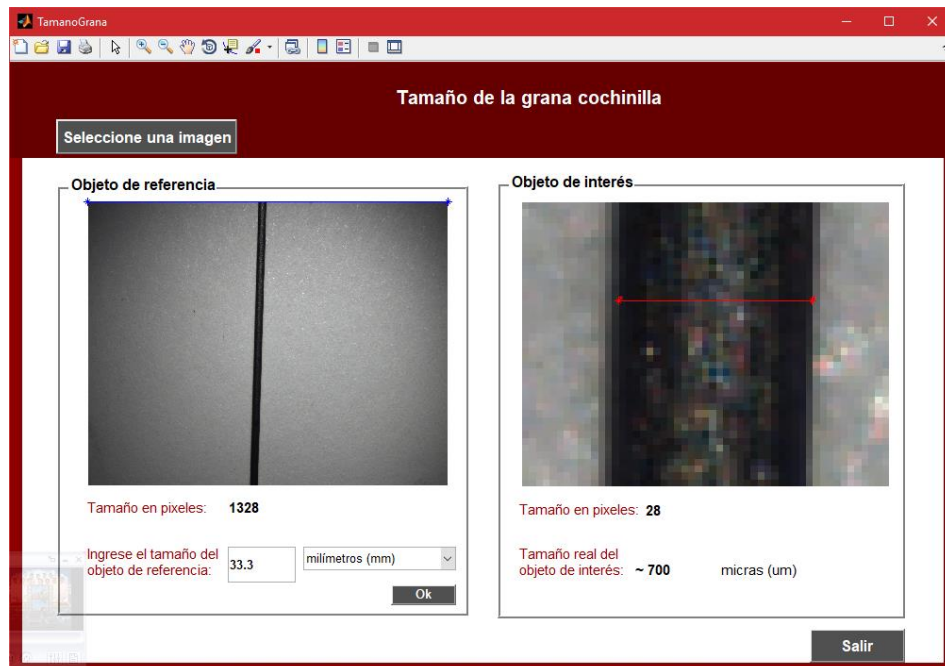 TamanoGrana
Tamaño de la grana cochinilla
Seleccione una imagen
Objeto de referencia
Tamaño en pixeles: 1328
Ingrese el tamaño del
objeto de referencia:
33.3
milímetros (mm)
Ok
Objeto de interés
Tamaño en pixeles: 28
Tamaño real del
objeto de interés: ~ 700 micras (um)
Salir